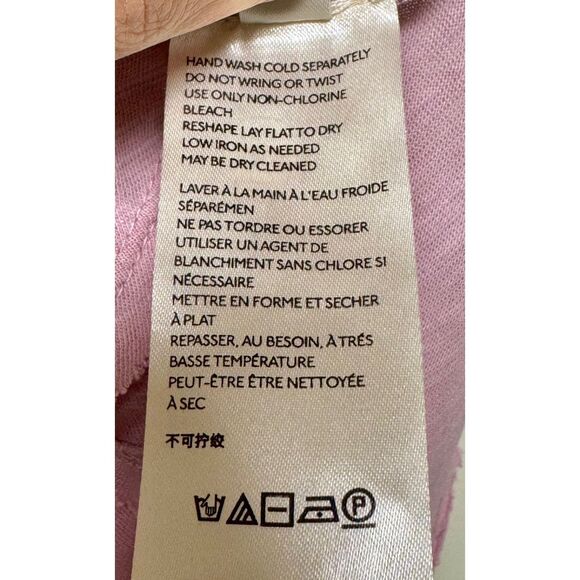 HAND WASH COLD SEPARATELY
DO NOT WRING OR TWIST
USE ONLY NON-CHLORINE
BLEACH
RESHAPE LAY FLAT TO DRY
LOW IRON AS NEEDED
MAY BE DRY CLEANED
LAVER À LA MAIN À L'EAU FROIDE
SÉPARÉMEN
NE PAS TORDRE OU ESSORER
UTILISER UN AGENT DE
BLANCHIMENT SANS CHLORE SI
NÉCESSAIRE
METTRE EN FORME ET SECHER
À PLAT
REPASSER, AU BESOIN, À TRÉS
BASSE TEMPÉRATURE
PEUT-ÊTRE ÊTRE NETTOYÉE
À SEC
不可拧绞
P